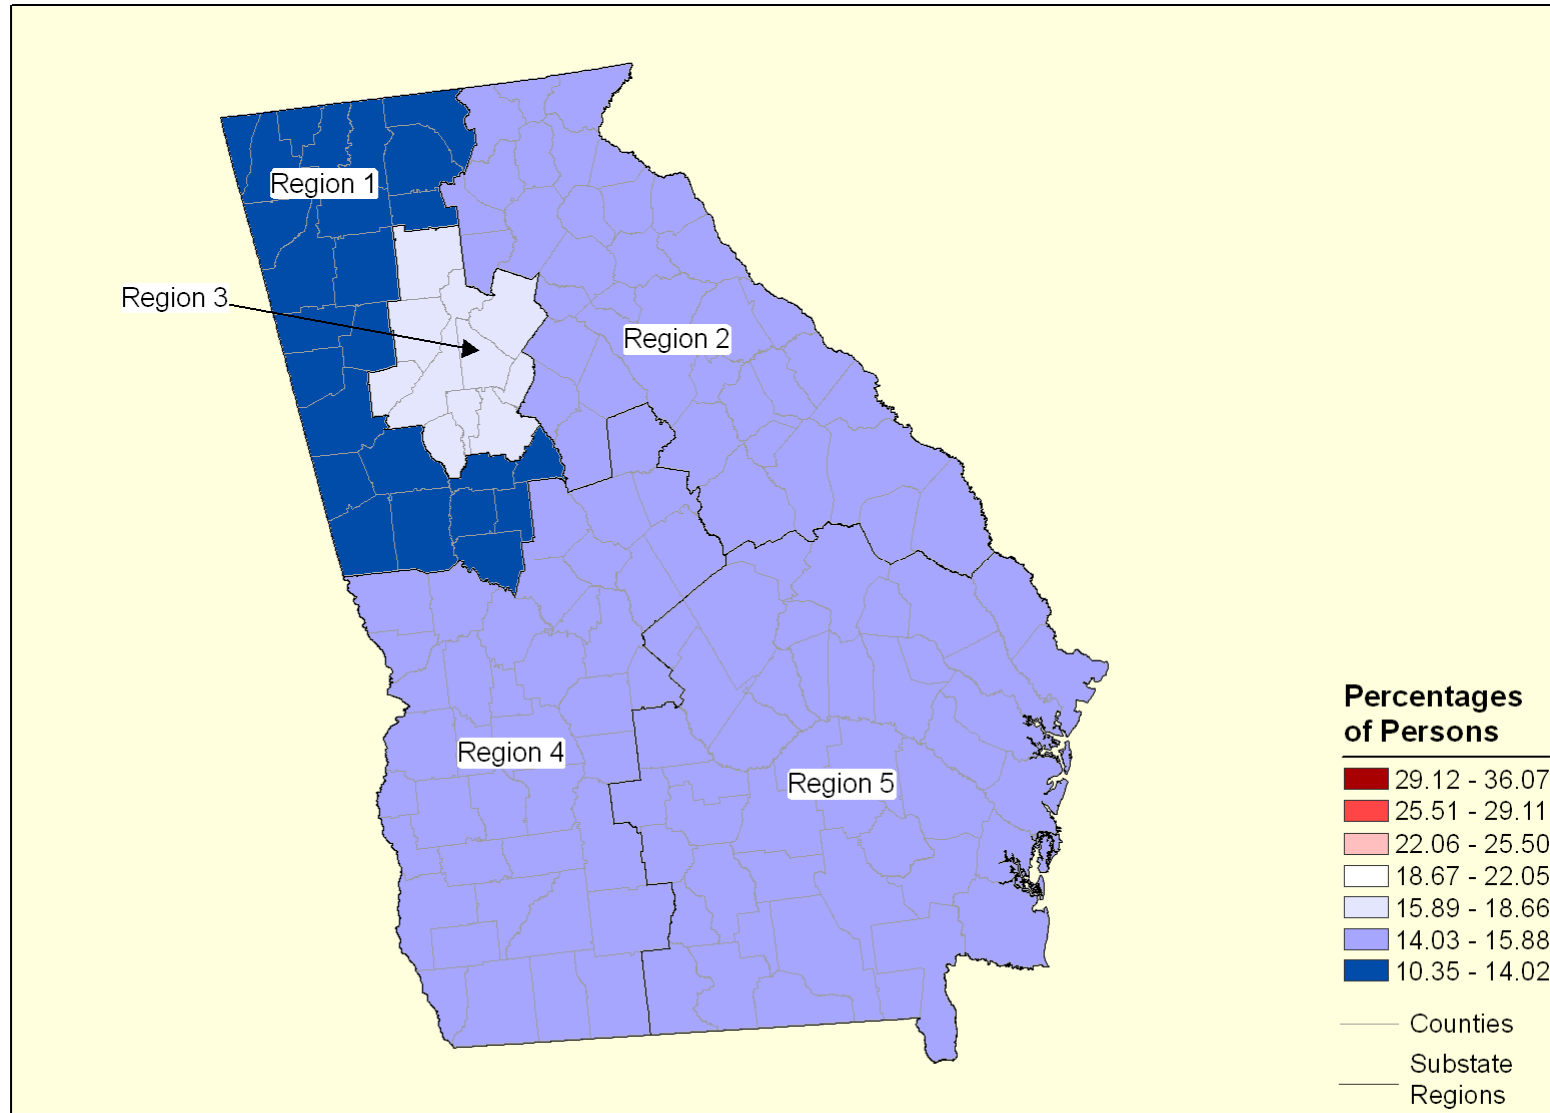 Region 1
Region 3
Region 2
Region 4
Region 5
Percentages
of Persons
29.12 - 36.07
25.51 - 29.11
22.06 - 25.50
18.67 - 22.05
15.89 - 18.66
14.03 - 15.88
10.35 - 14.02
Counties
Substate
Regions